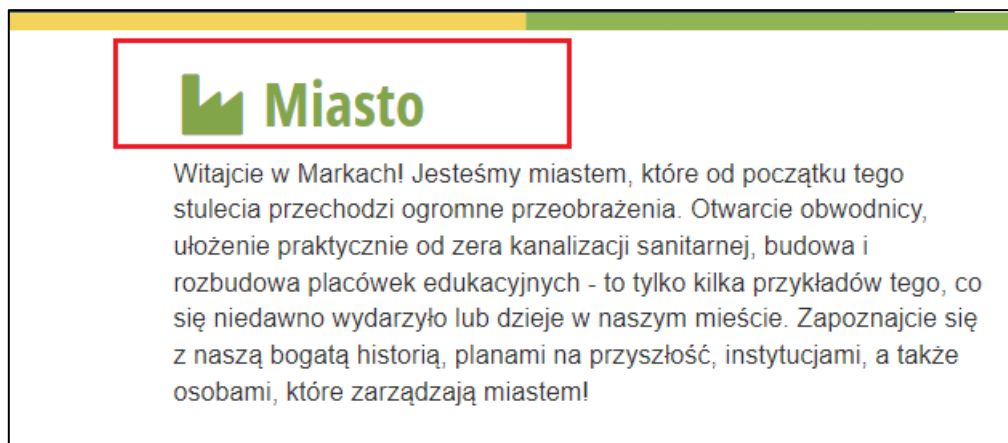 Miasto
Witajcie w Markach! Jesteśmy miastem, które od początku tego
stulecia przechodzi ogromne przeobrażenia. Otwarcie obwodnicy,
ułożenie praktycznie od zera kanalizacji sanitarnej, budowa i
rozbudowa placówek edukacyjnych - to tylko kilka przykładów tego, co
się niedawno wydarzyło lub dzieje w naszym mieście. Zapoznajcie się
z naszą bogatą historią, planami na przyszłość, instytucjami, a także
osobami, które zarządzają miastem!